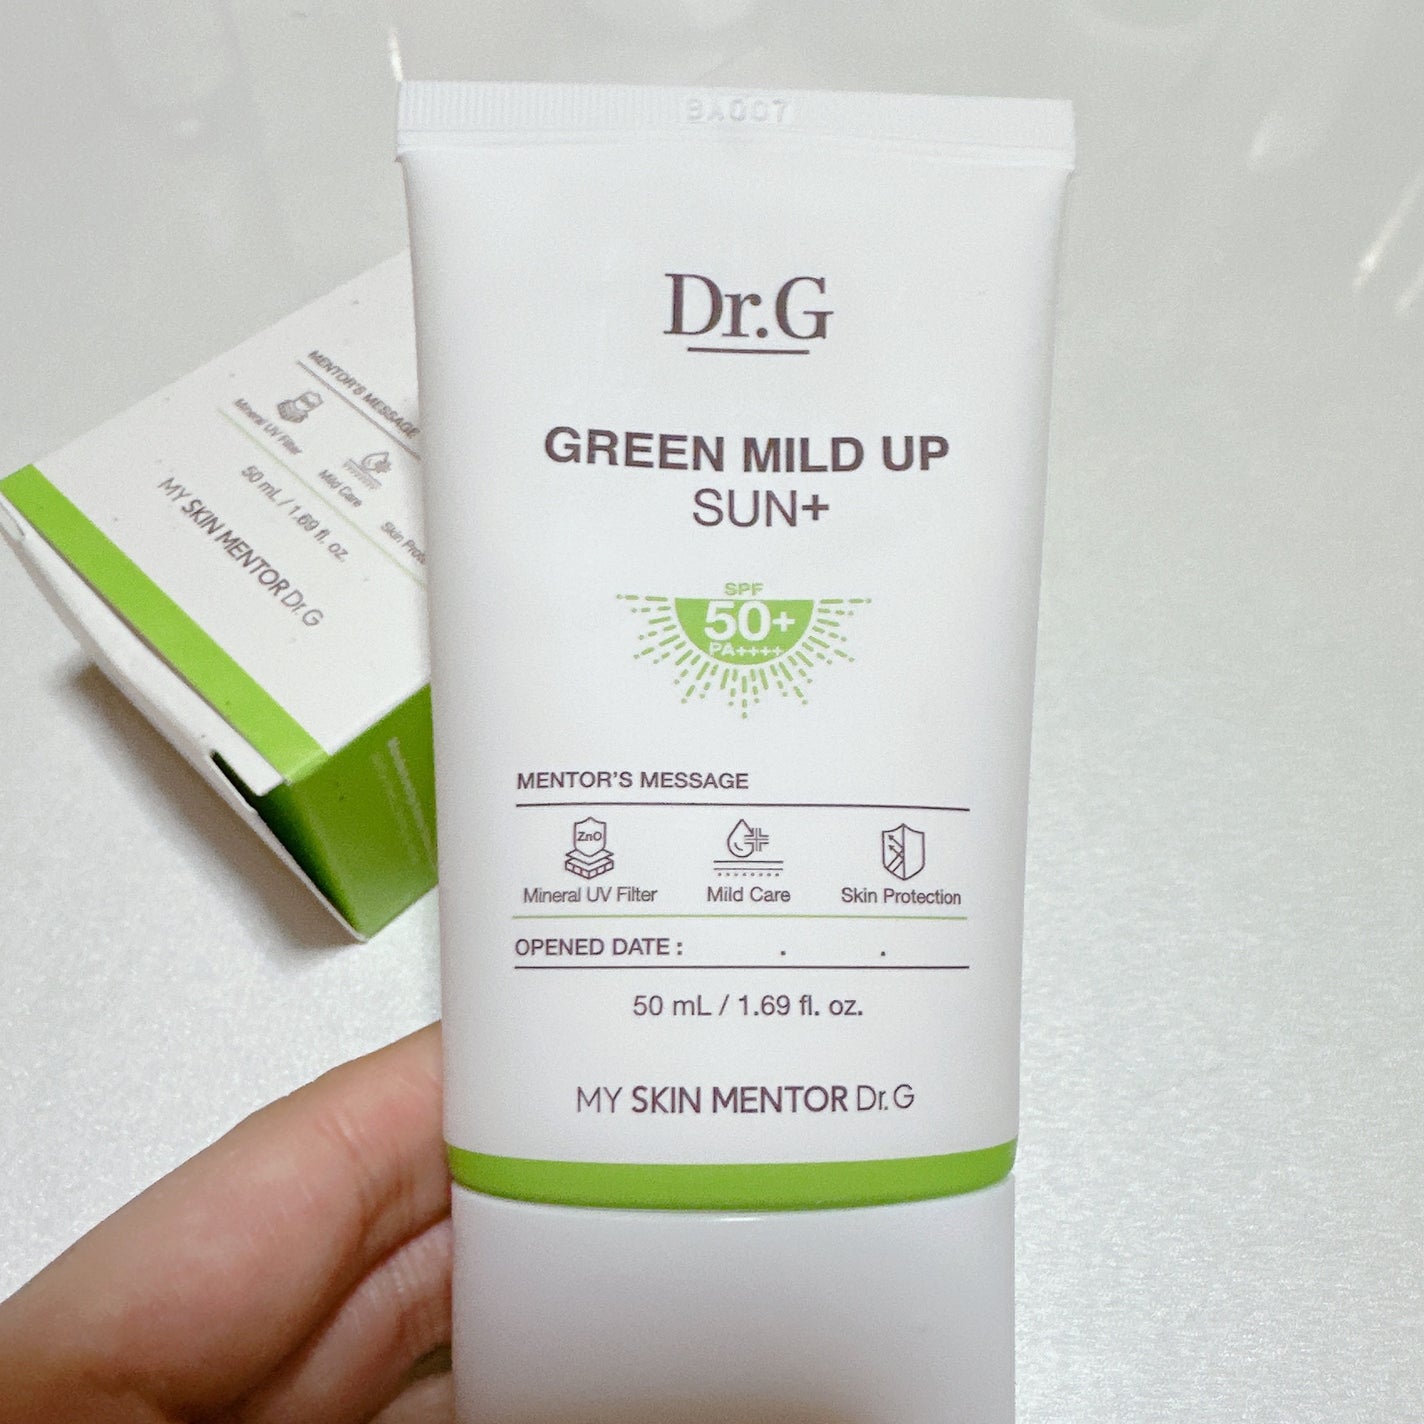 BA007
Dr.G
GREEN MILD UP
SUN+
SPF
50+
PA++++
MENTOR'S MESSAGE
ZnO
Mineral UV Filter
Mild Care
Skin Protection
OPENED DATE : . .
50 mL / 1.69 fl. oz.
MY SKIN MENTOR Dr.G
MENTOR'S MESSAGE
Mineral UV Filter
Mild Care
Skin
50 mL / 1.69 fl. oz.
MY SKIN MENTOR Dr.G